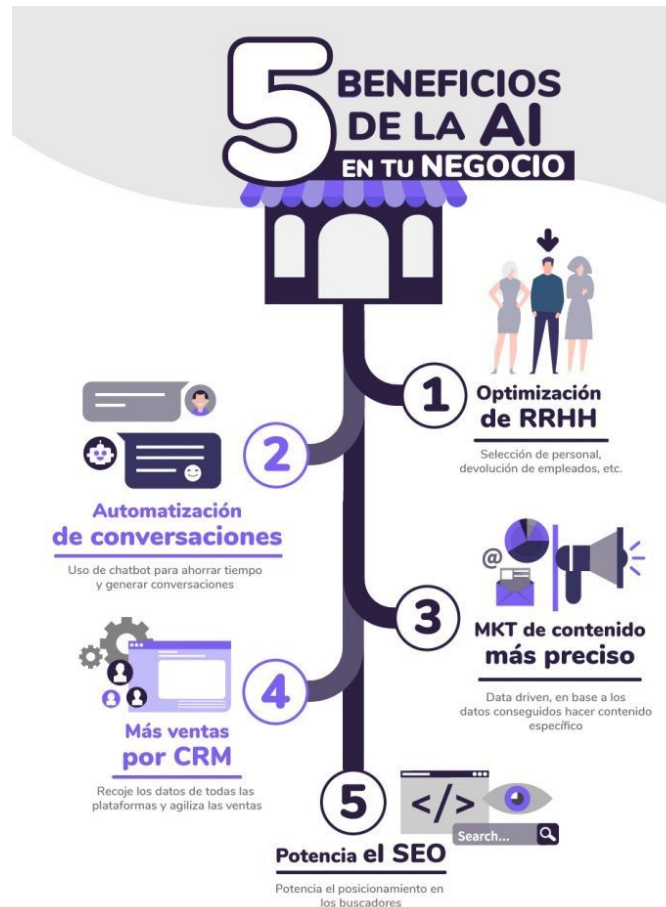 5 BENEFICIOS
DE LA AI
EN TU NEGOCIO
1
Optimización
de RRHH
Selección de personal,
devolución de empleados, etc.
2
Automatización
de conversaciones
Uso de chatbot para ahorrar tiempo
y generar conversaciones
@
3
MKT de contenido
más preciso
Data driven, en base a los
datos conseguidos hacer contenido
específico
4
Más ventas
por CRM
Recoje los datos de todas las
plataformas y agiliza las ventas
</>
Search...
5
Potencia el SEO
Potencia el posicionamiento en
los buscadores